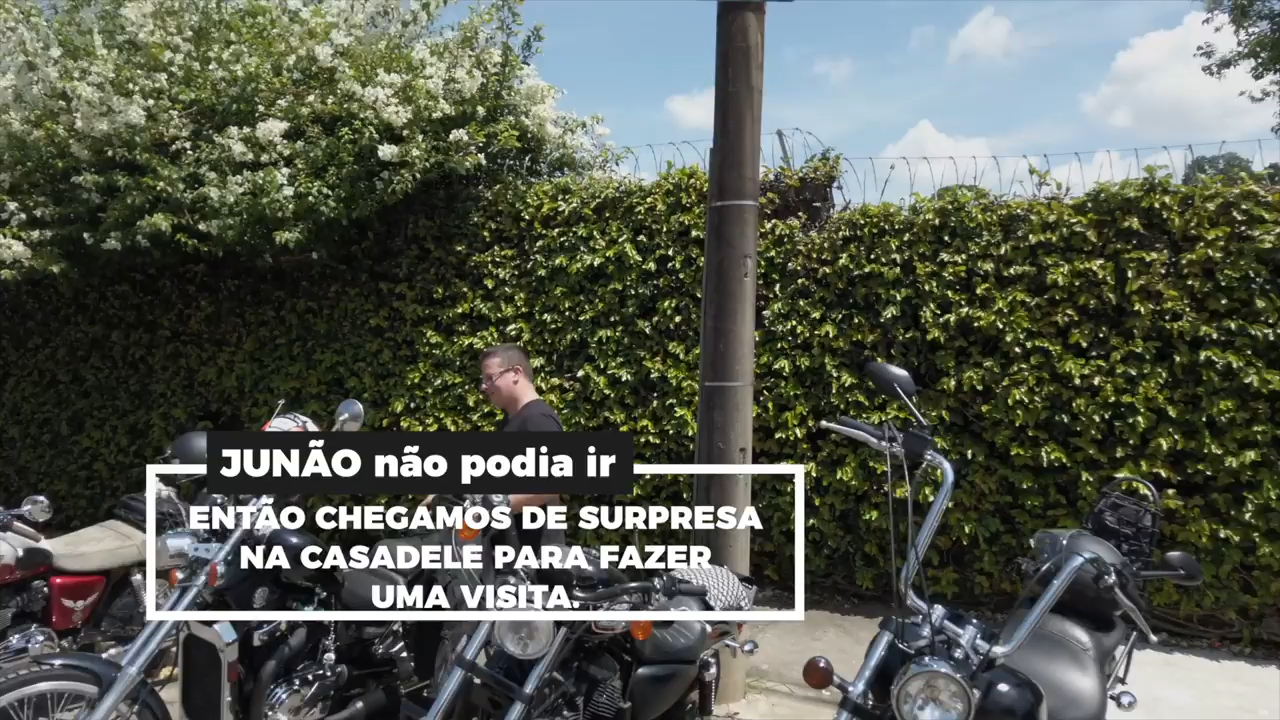 JUNÃO não podia ir
ENTÃO CHEGAMOS DE SURPRESA
NA CASADELE PARA FAZER
UMA VISITA.